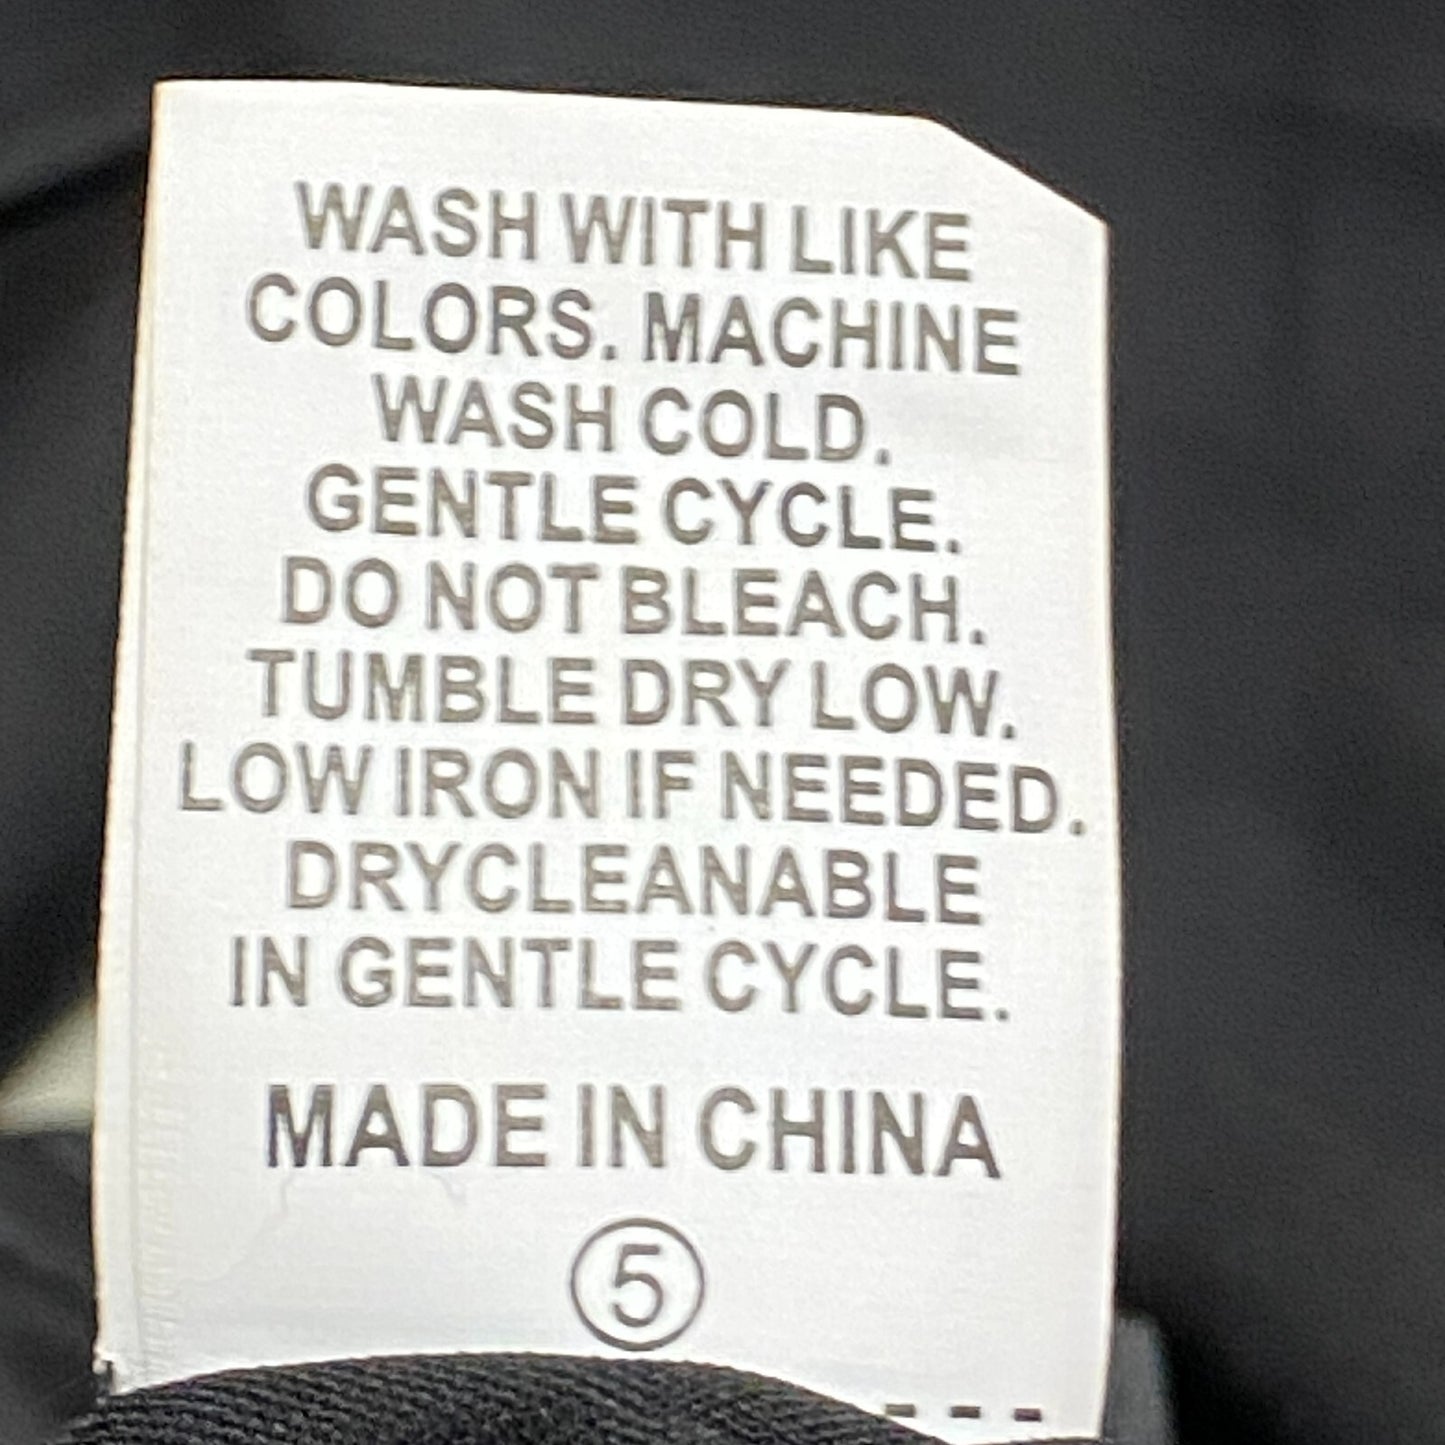 WASH WITH LIKE
COLORS. MACHINE
WASH COLD.
GENTLE CYCLE.
DO NOT BLEACH.
TUMBLE DRY LOW.
LOW IRON IF NEEDED.
DRYCLEANABLE
IN GENTLE CYCLE.
MADE IN CHINA
5